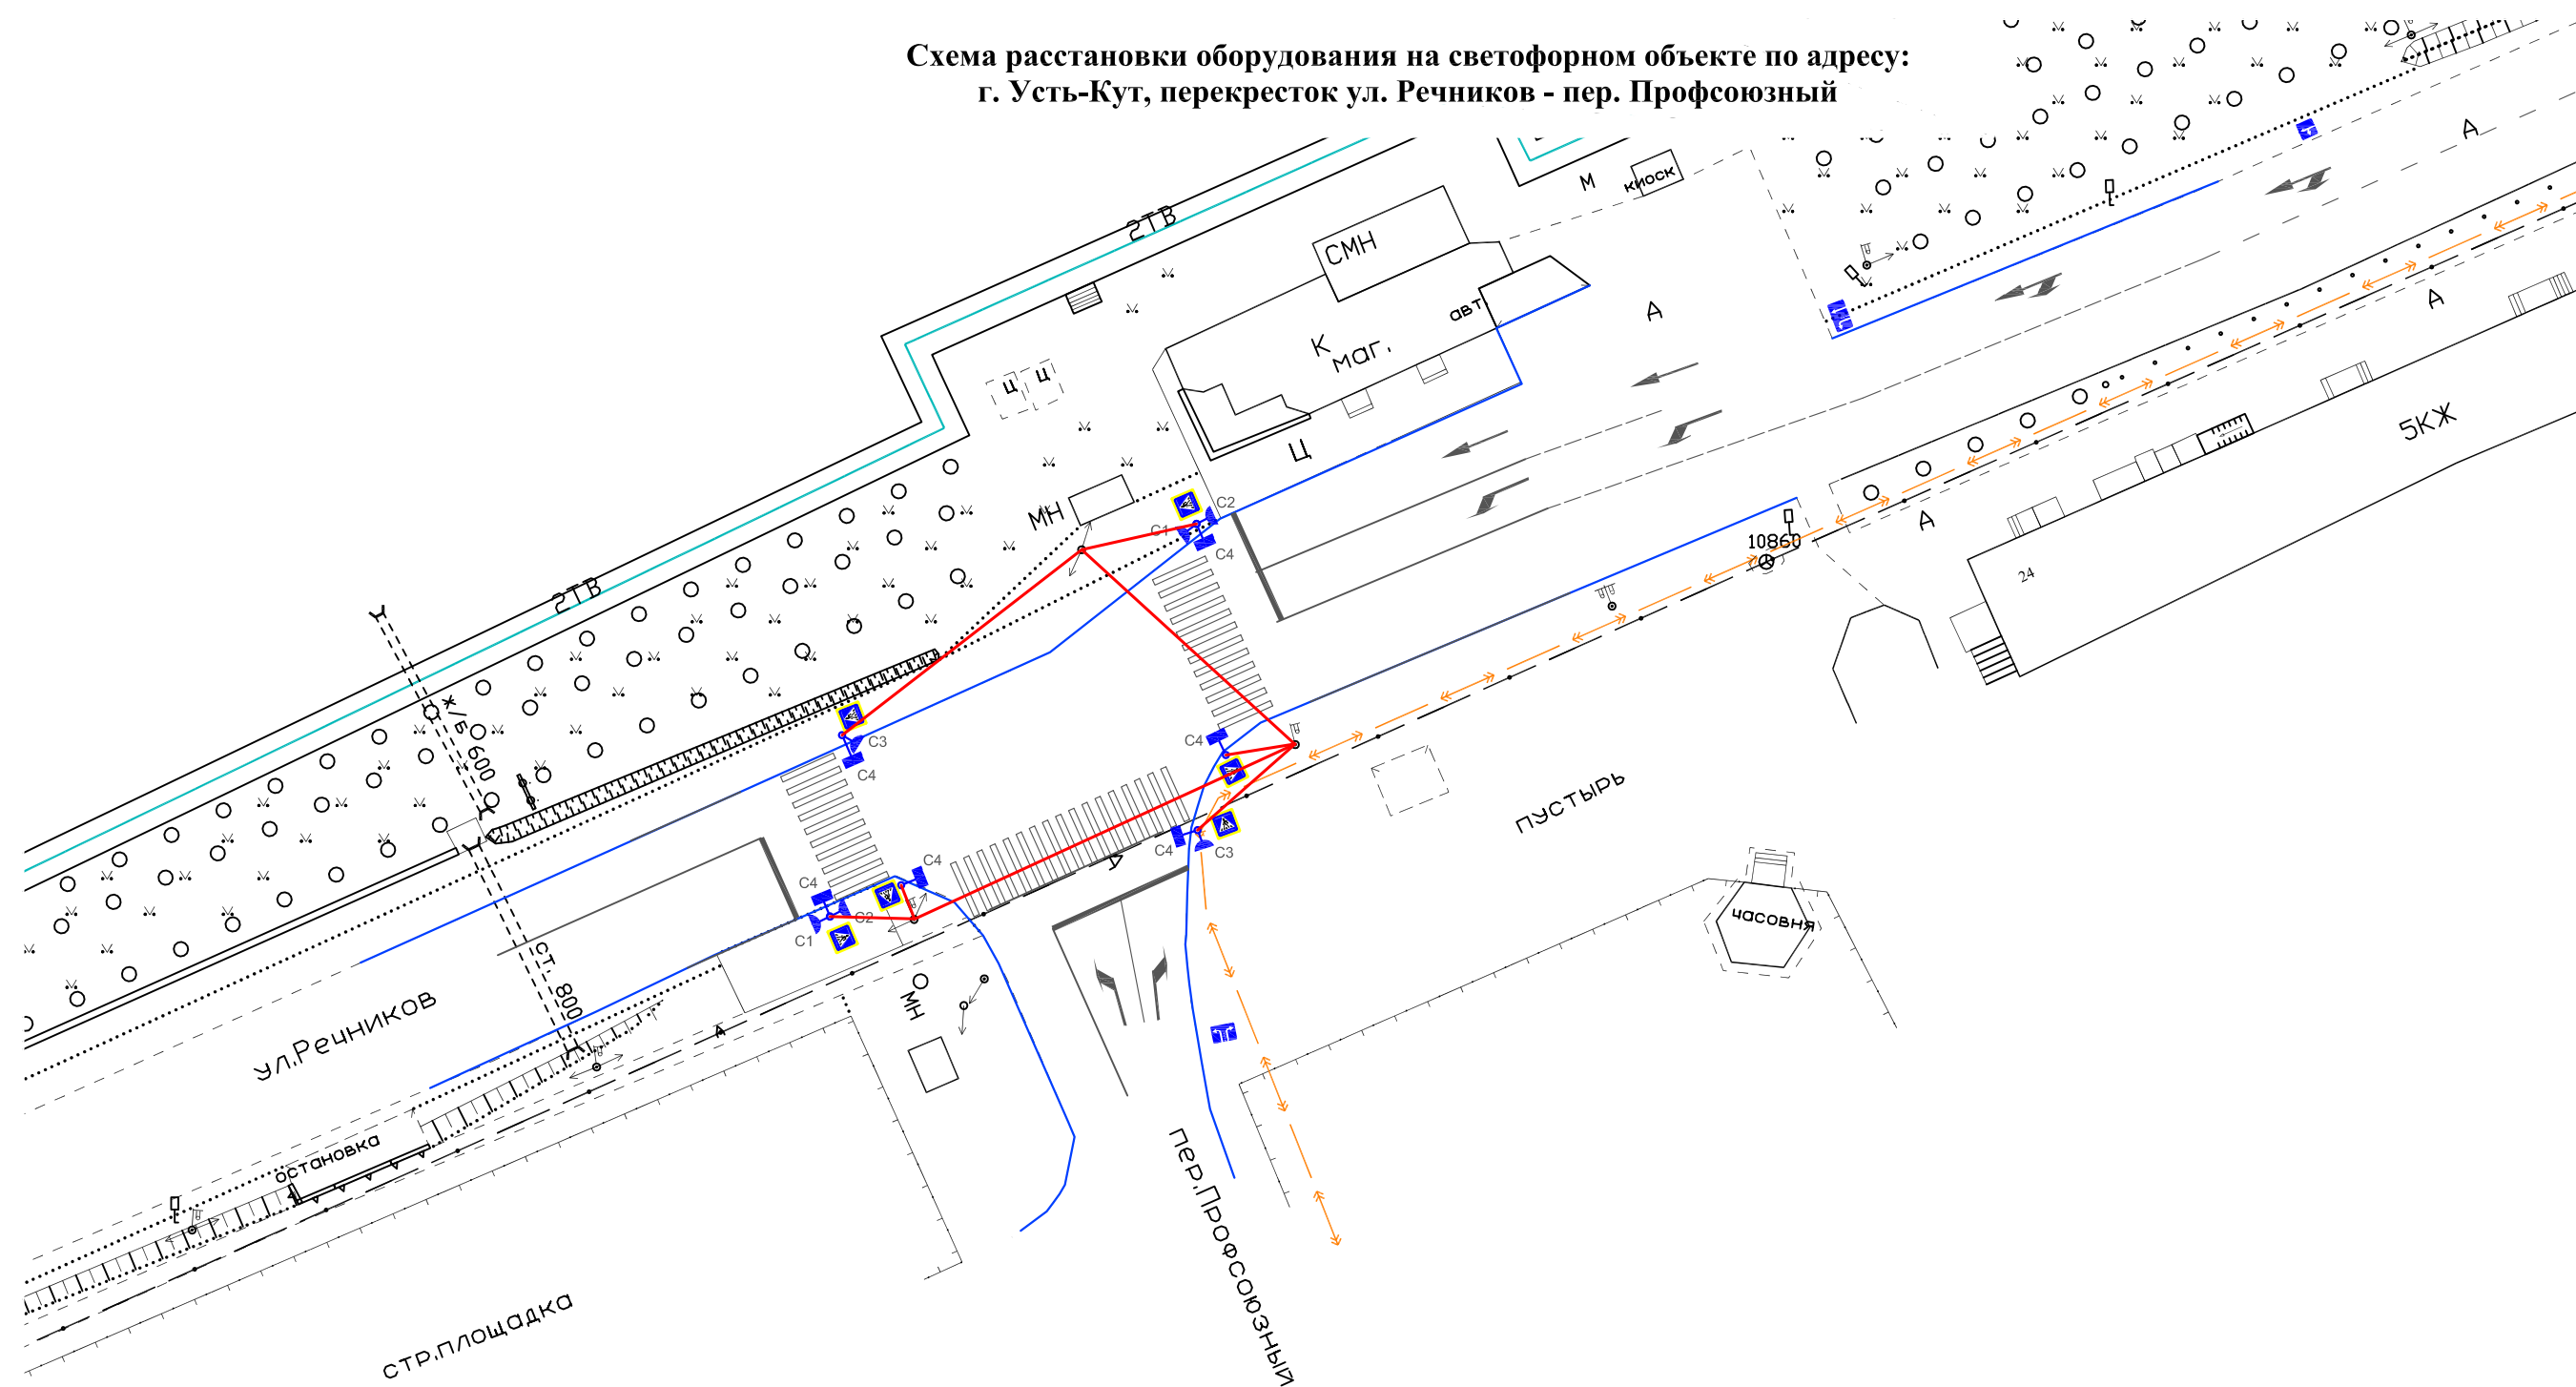 Схема расстановки оборудования на светофорном объекте по адресу:
г. Усть-Кут, перекресток ул. Речников - пер. Профсоюзный
А
М
киоск
2ТВ
СМН
авт.
А
А
К
маг.
ц
ц
5КЖ
Ц
МН
С2
С1
С4
А
10860
24
2ТВ
ж/б 600
С3
С4
С4
пустырь
С4
С3
у
С4
С4
С2
С1
часовня
МН
ст. 800
ул.Речников
А
остановка
пер.Профсоюзный
стр.площадка